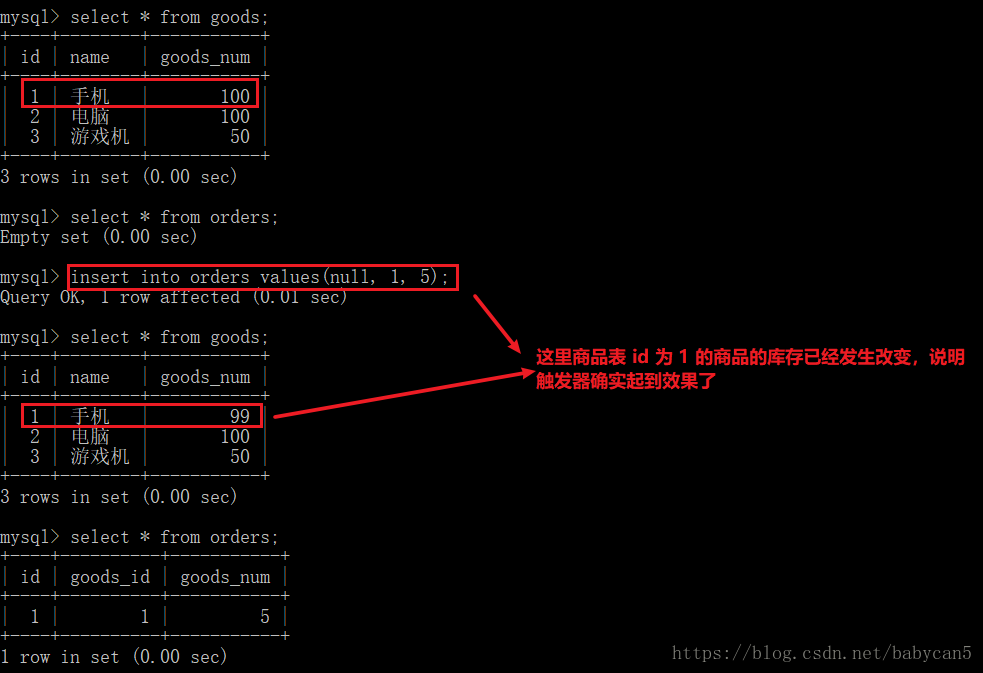 mysql> select * from goods;
+----+--------+-----------+
| id | name | goods_num |
+----+--------+-----------+
| 1 | 手机 | 100 |
| 2 | 电脑 | 100 |
| 3 | 游戏机 | 50 |
+----+--------+-----------+
3 rows in set (0.00 sec)
mysql> select * from orders;
Empty set (0.00 sec)
mysql> insert into orders values(null, 1, 5);
Query OK, 1 row affected (0.01 sec)
mysql> select * from goods;
+----+--------+-----------+
| id | name | goods_num |
+----+--------+-----------+
| 1 | 手机 | 99 |
| 2 | 电脑 | 100 |
| 3 | 游戏机 | 50 |
+----+--------+-----------+
3 rows in set (0.00 sec)
这里商品表 id 为 1 的商品的库存已经发生改变，说明
触发器确实起到效果了
mysql> select * from orders;
+----+----------+-----------+
| id | goods_id | goods_num |
+----+----------+-----------+
| 1 | 1 | 5 |
+----+----------+-----------+
1 row in set (0.00 sec)
https://blog.csdn.net/babycan5